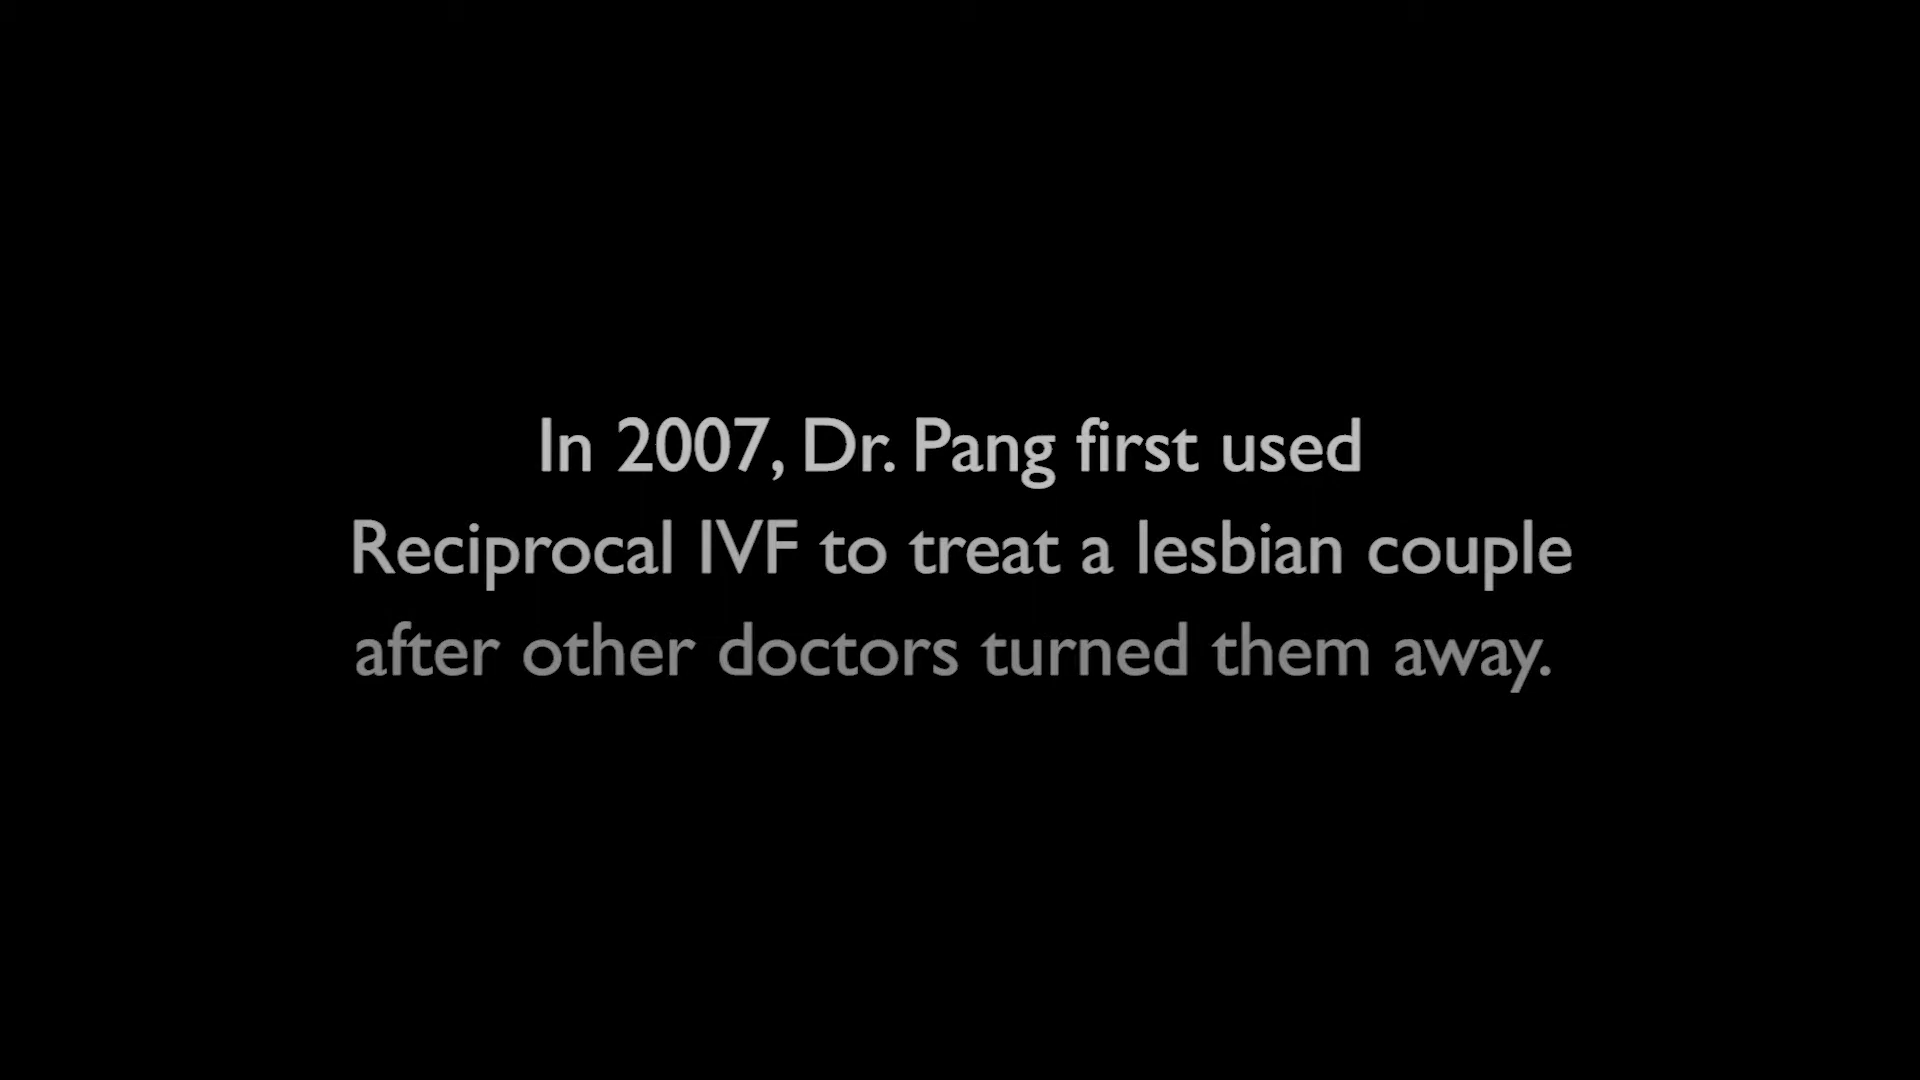 In 2007, Dr. Pang first used
Reciprocal IVF to treat a lesbian couple
after other doctors turned them away.